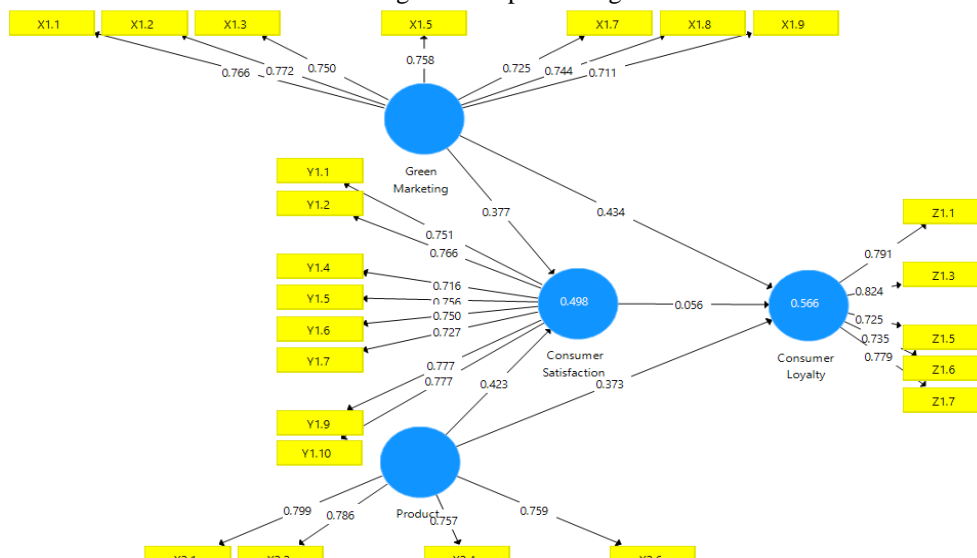 X1.1 X1.2 X1.3 X1.5 X1.7 X1.8 X1.9
0.766 0.772 0.750 0.758 0.725 0.744 0.711
Green
Marketing
Y1.1
Y1.2
Y1.4
Y1.5
Y1.6
Y1.7
Y1.9
Y1.10
0.751
0.766
0.716
0.756
0.750
0.727
0.777
0.777
0.377
0.434
0.498
Consumer
Satisfaction
0.056
0.423
0.373
0.566
Consumer
Loyalty
0.791
0.824
0.725
0.735
0.779
Z1.1
Z1.3
Z1.5
Z1.6
Z1.7
Product
0.799 0.786 0.757 0.759